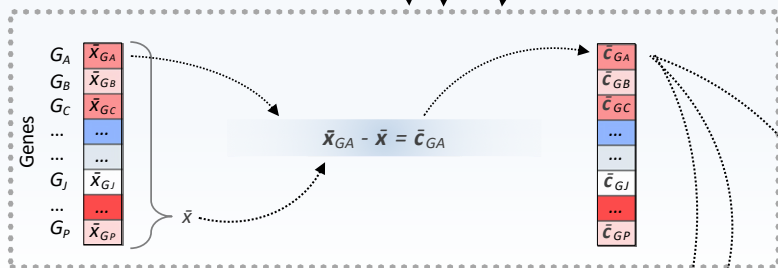 Genes
G_A x̄_GA c̄_GA
G_B x̄_GB c̄_GB
G_C x̄_GC c̄_GC
... ... ...
x̄_GA - x̄ = c̄_GA
... ... ...
G_J x̄_GJ c̄_GJ
... ... ...
x̄
G_P x̄_GP c̄_GP